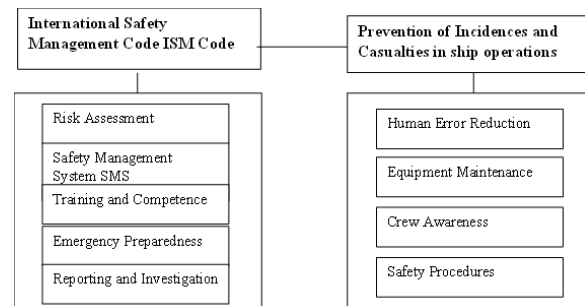 International Safety
Management Code ISM Code
Prevention of Incidences and
Casualties in ship operations
Risk Assessment
Safety Management
System SMS
Training and Competence
Emergency Preparedness
Reporting and Investigation
Human Error Reduction
Equipment Maintenance
Crew Awareness
Safety Procedures